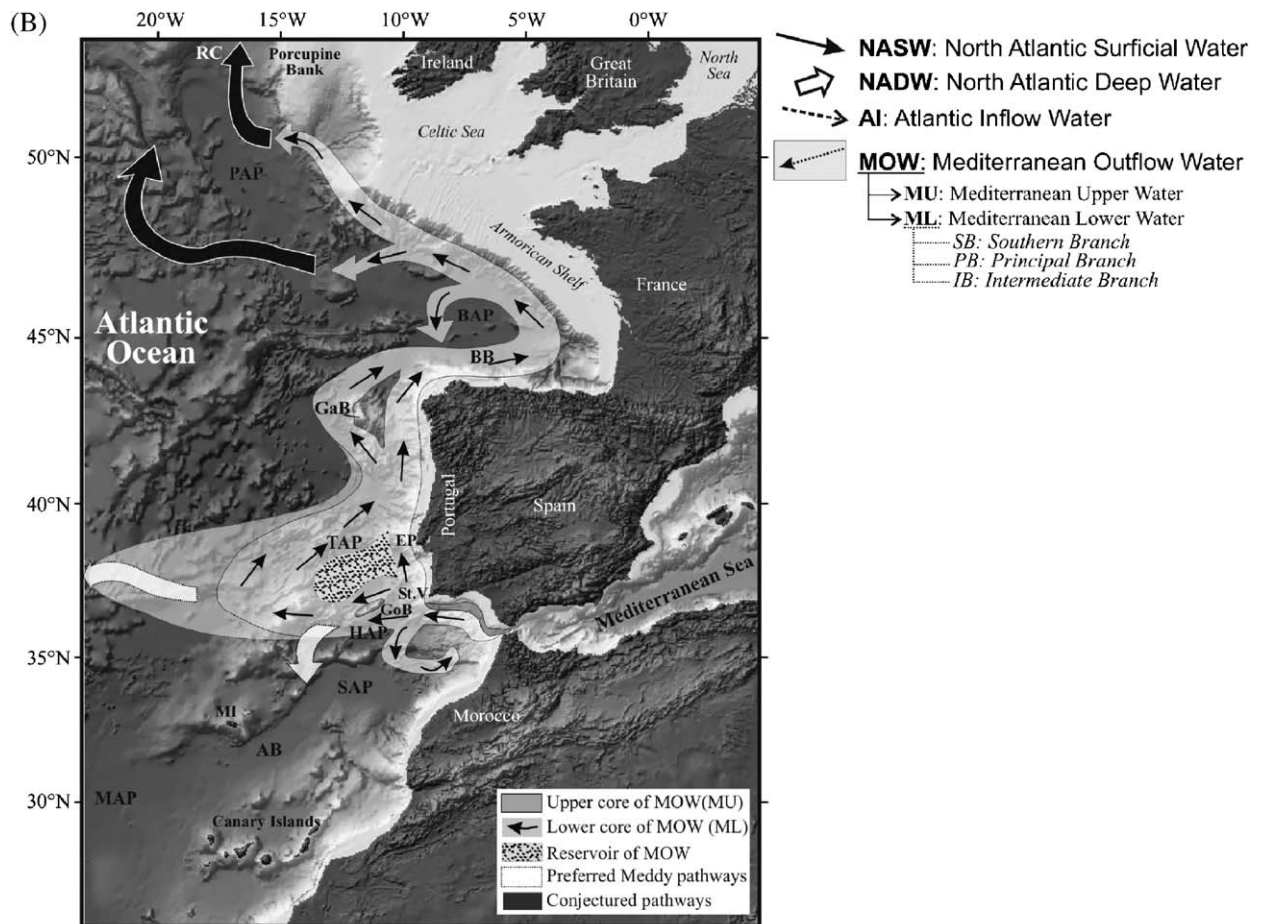 (B)
20°W 15°W 10°W 5°W 0°W
50°N
45°N
40°N
35°N
30°N
RC
Porcupine
Bank
Ireland
Great
Britain
North
Sea
Celtic Sea
PAP
Armorican Shelf
France
BAP
Atlantic
Ocean
BB
GaB
Portugal
Spain
TAP
EP
St.V
GoB
HAP
Mediterranean Sea
SAP
MI
Morocco
AB
MAP
Canary Islands
Upper core of MOW(MU)
Lower core of MOW (ML)
Reservoir of MOW
Preferred Meddy pathways
Conjectured pathways
NASW: North Atlantic Surficial Water
NADW: North Atlantic Deep Water
AI: Atlantic Inflow Water
MOW: Mediterranean Outflow Water
MU: Mediterranean Upper Water
ML: Mediterranean Lower Water
SB: Southern Branch
PB: Principal Branch
IB: Intermediate Branch